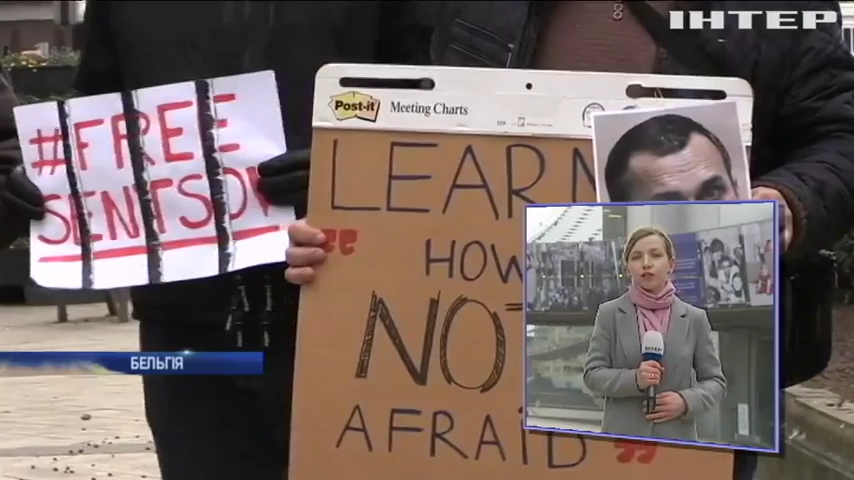 ІНТЕР
Post-it Meeting Charts
#FREE
SENTSOV
LEARN
"HOW
NOT
AFRAID"
БЕЛЬГІЯ
ІНТЕР